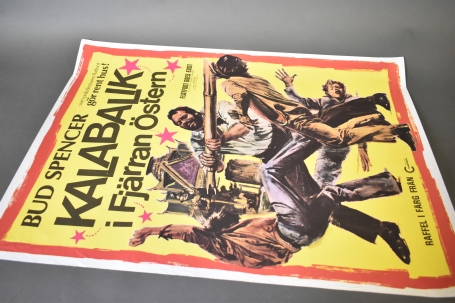 BUD SPENCER
gör rent hus!
KALABALIK
i Fjärran Östern
RAFFEL I FÄRG FRÅN